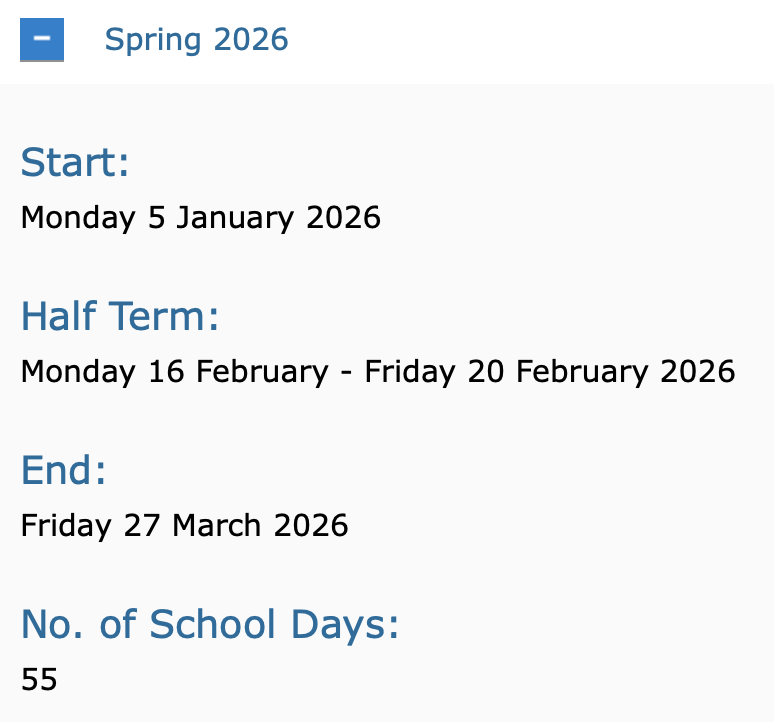 Spring 2026
Start:
Monday 5 January 2026
Half Term:
Monday 16 February - Friday 20 February 2026
End:
Friday 27 March 2026
No. of School Days:
55